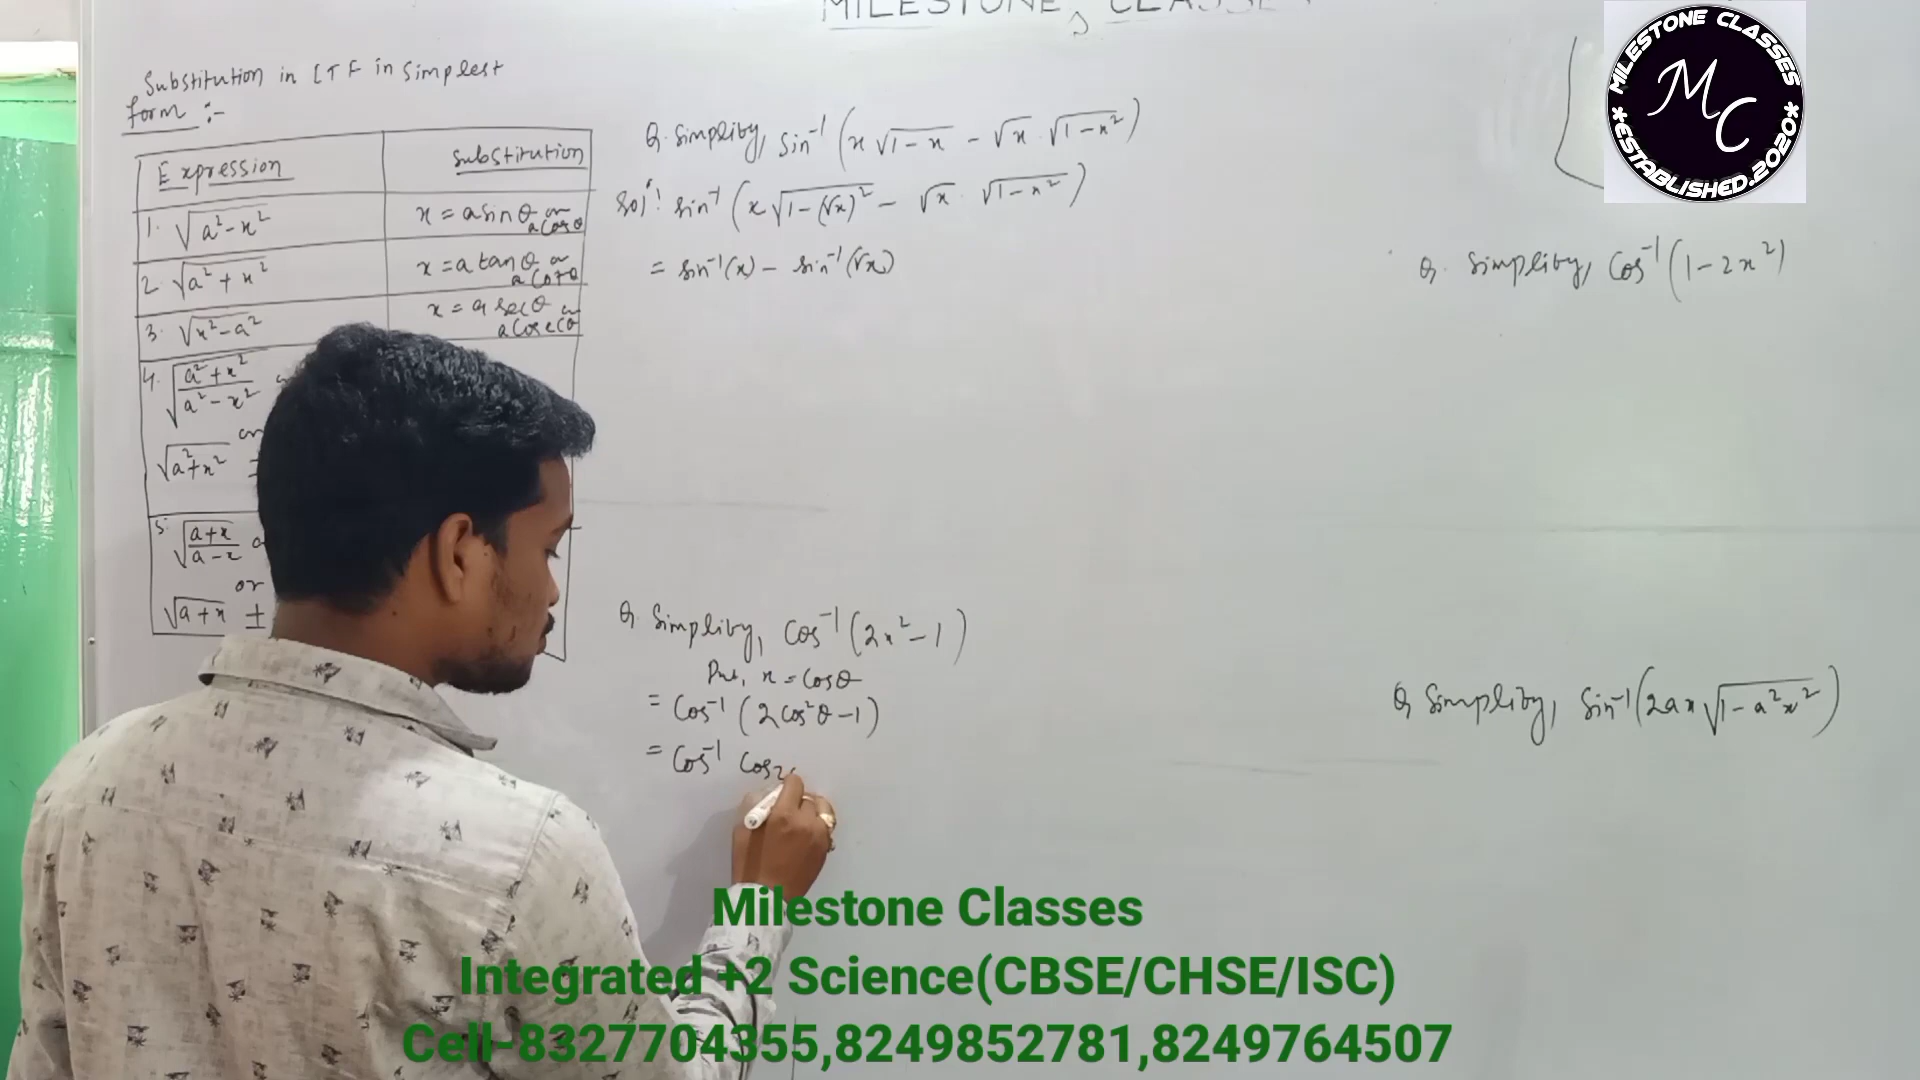 MILESTONE, CLASSES
Substitution in ITF in simplest
form :-
Expression
Substitution
1. √(a²-x²)
x = a sin θ or
a cos θ
2. √(a²+x²)
x = a tan θ or
a cot θ
3. √(x²-a²)
x = a sec θ or
a cosec θ
4. √((a²+x²)/(a²-x²))
or
√(a²+x²) ±
5. √((a+x)/(a-x))
or
√(a+x) ±
Q. Simplify, sin⁻¹(x√(1-x) - √x · √(1-x²))
Sol: sin⁻¹(x√(1-(√x)²) - √x · √(1-x²))
= sin⁻¹(x) - sin⁻¹(√x)
Q. Simplify, cos⁻¹(2x²-1)
Put, x = cosθ
= cos⁻¹(2cos²θ-1)
= cos⁻¹ cos2
Q. Simplify, cos⁻¹(1-2x²)
Q Simplify, sin⁻¹(2ax√(1-a²x²))
MILESTONE CLASSES
MC
*ESTABLISHED.2020*
Milestone Classes
Integrated +2 Science(CBSE/CHSE/ISC)
Cell-8327704355,8249852781,8249764507